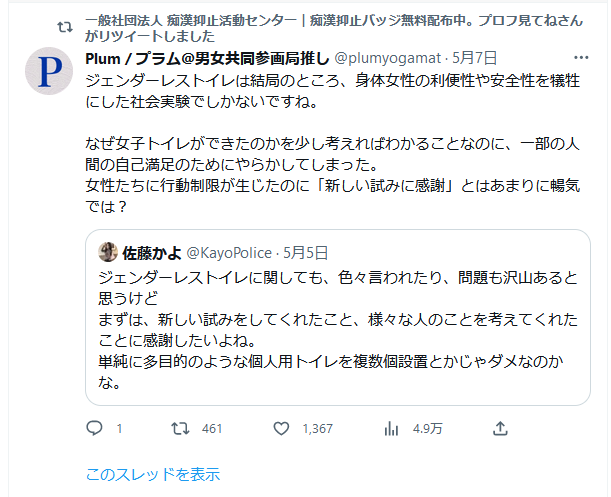 一般社団法人 痴漢抑止活動センター | 痴漢抑止バッジ無料配布中。プロフ見てねさん
がリツイートしました
Plum / プラム@男女共同参画局推し @plumyogamat · 5月7日 ...
ジェンダーレストイレは結局のところ、身体女性の利便性や安全性を犠牲
にした社会実験でしかないですね。
なぜ女子トイレができたのかを少し考えればわかることなのに、一部の人
間の自己満足のためにやらかしてしまった。
女性たちに行動制限が生じたのに「新しい試みに感謝」とはあまりに暢気
では？
佐藤かよ @KayoPolice · 5月5日
ジェンダーレストイレに関しても、色々言われたり、問題も沢山あると
思うけど
まずは、新しい試みをしてくれたこと、様々な人のことを考えてくれた
ことに感謝したいよね。
単純に多目的のような個人用トイレを複数個設置とかじゃダメなのか
な。
1 461 1,367 4.9万
このスレッドを表示